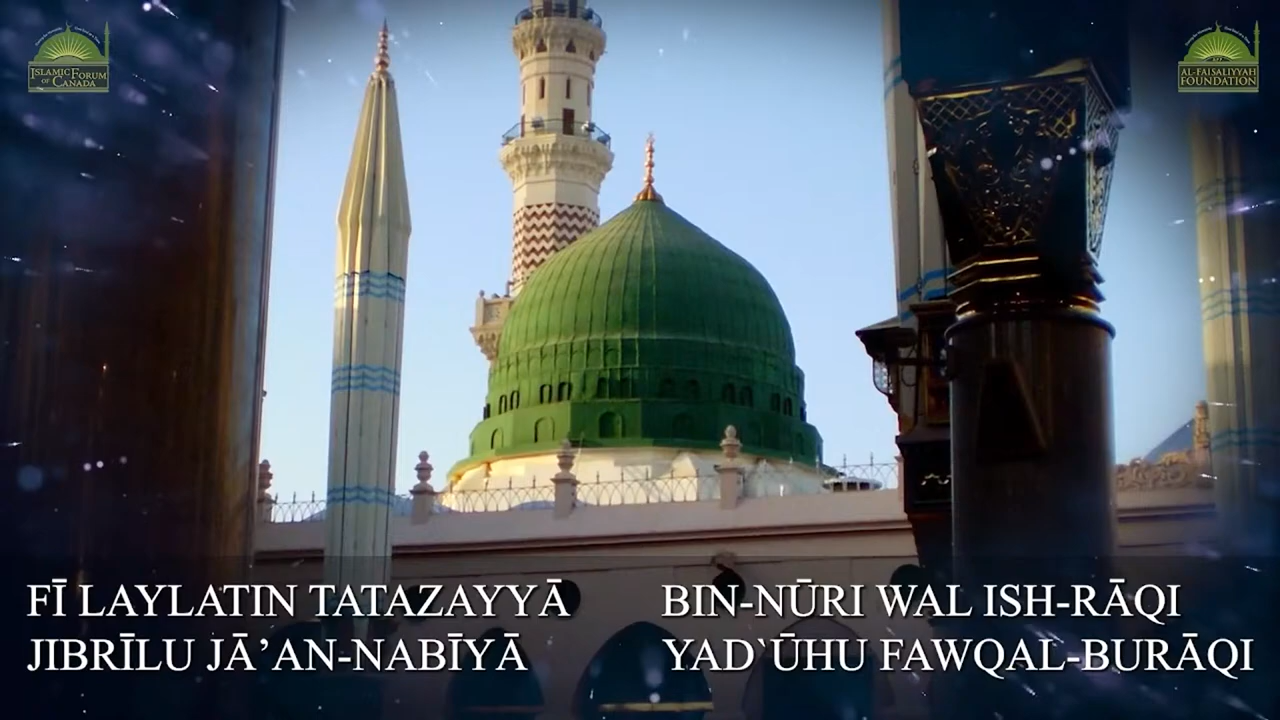 ISLAMIC FORUM
OF CANADA
AL-FAISALIYYAH
FOUNDATION
FĪ LAYLATIN TATAZAYYĀ BIN-NŪRI WAL ISH-RĀQI
JIBRĪLU JĀ’AN-NABĪYĀ YAD`ŪHU FAWQAL-BURĀQI